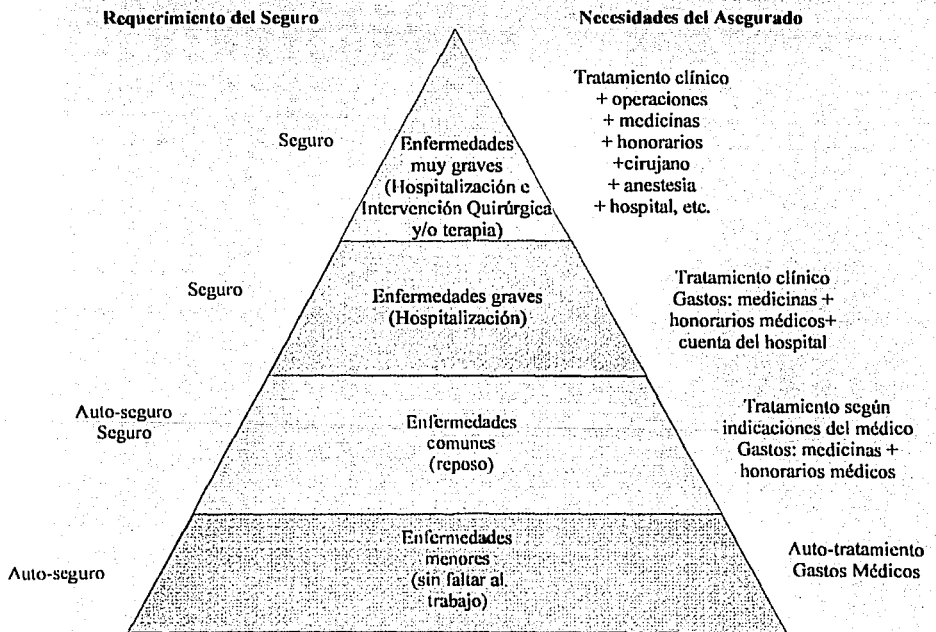 Requerimiento del Seguro
Necesidades del Asegurado
Seguro
Enfermedades
muy graves
(Hospitalización e
Intervención Quirúrgica
y/o terapia)
Tratamiento clínico
+ operaciones
+ medicinas
+ honorarios
+cirujano
+ anestesia
+ hospital, etc.
Seguro
Enfermedades graves
(Hospitalización)
Tratamiento clínico
Gastos: medicinas +
honorarios médicos+
cuenta del hospital
Auto-seguro
Seguro
Enfermedades
comunes
(reposo)
Tratamiento según
indicaciones del médico
Gastos: medicinas +
honorarios médicos
Auto-seguro
Enfermedades
menores
(sin faltar al
trabajo)
Auto-tratamiento
Gastos Médicos